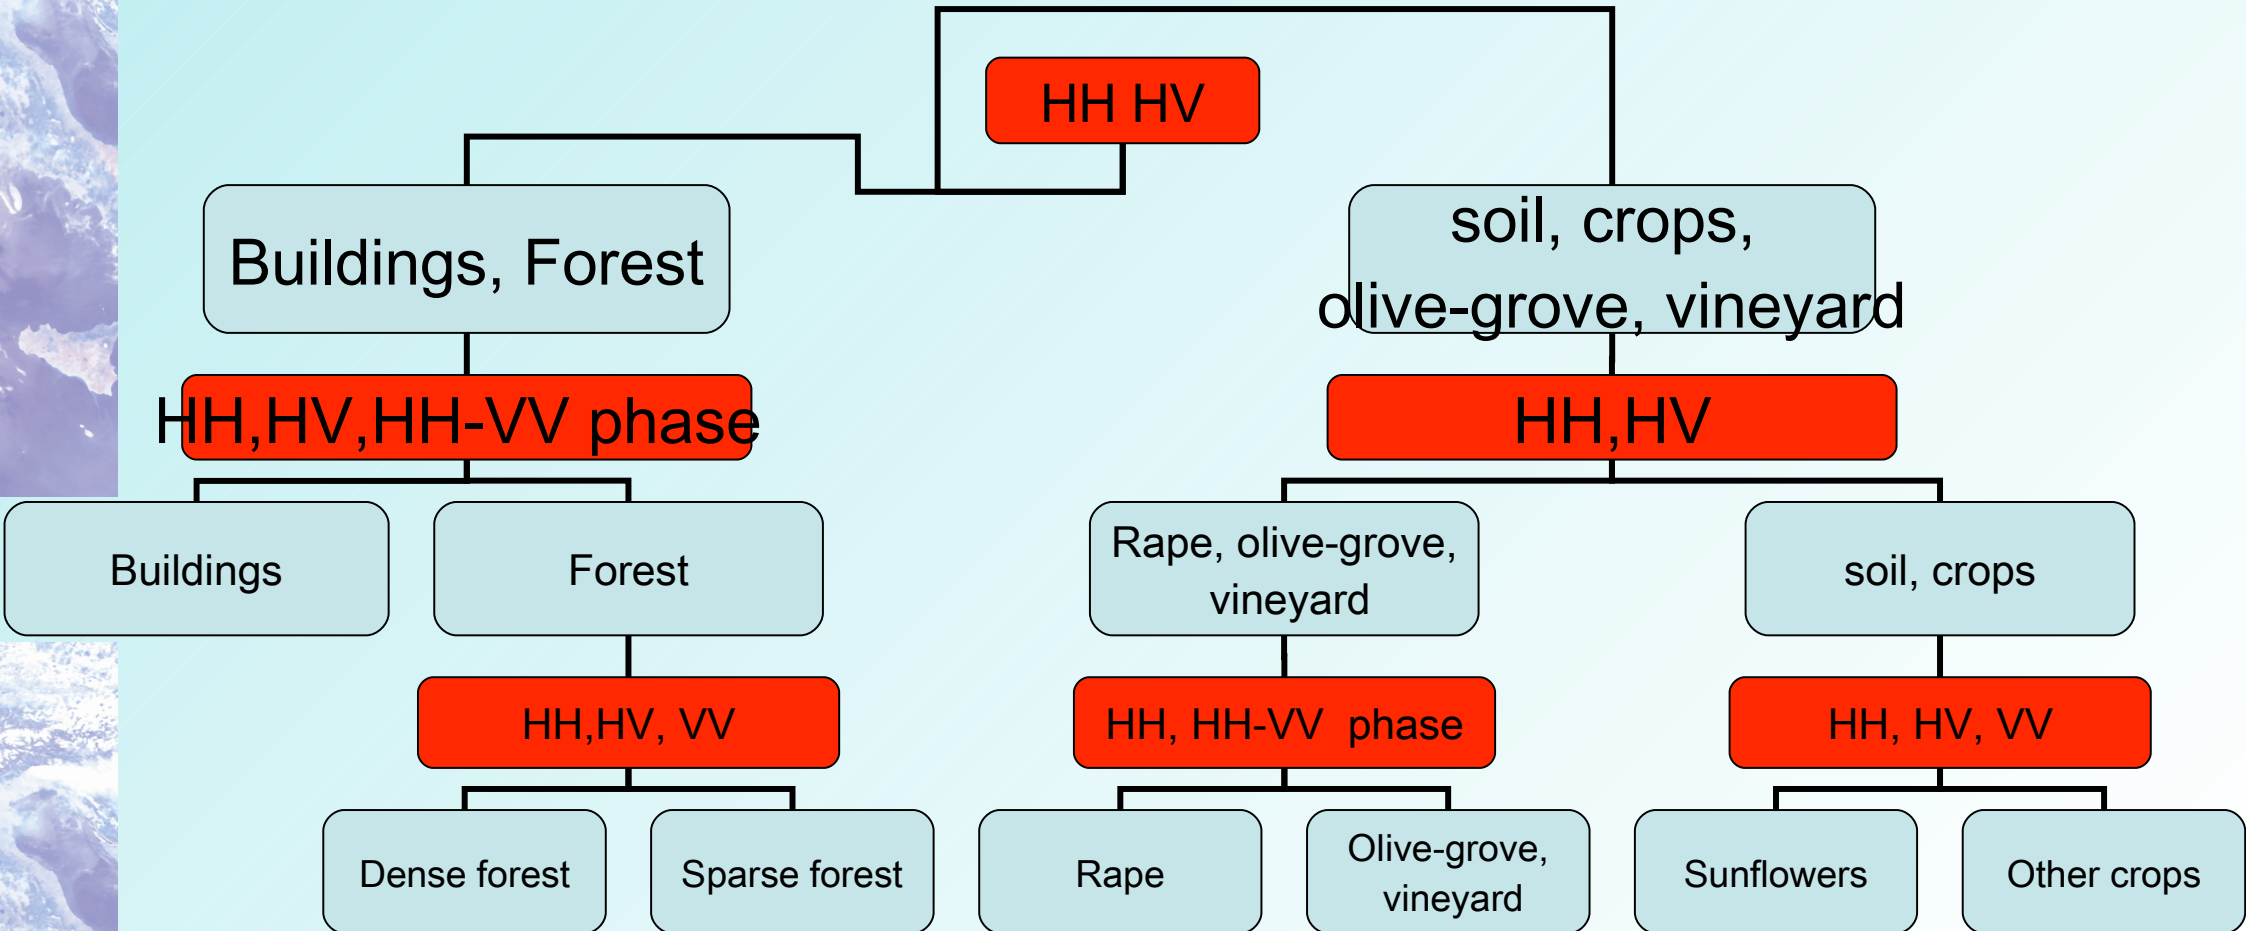 HH HV
Buildings, Forest
soil, crops,
olive-grove, vineyard
HH,HV,HH-VV phase
HH,HV
Buildings
Forest
Rape, olive-grove,
vineyard
soil, crops
HH,HV, VV
HH, HH-VV  phase
HH, HV, VV
Dense forest
Sparse forest
Rape
Olive-grove,
vineyard
Sunflowers
Other crops